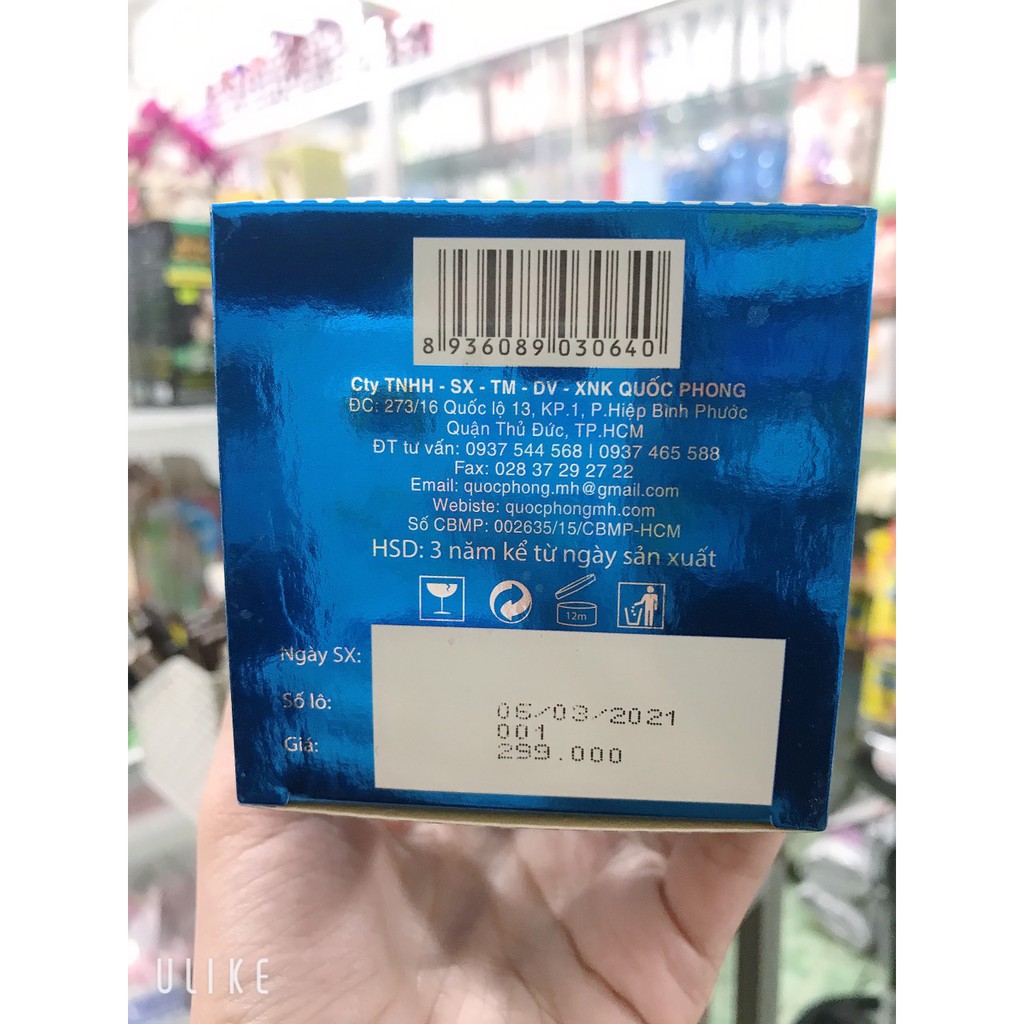 8 936089 030640
Cty TNHH - SX - TM - DV - XNK QUỐC PHONG
ĐC: 273/16 Quốc lộ 13, KP.1, P.Hiệp Bình Phước
Quận Thủ Đức, TP.HCM
ĐT tư vấn: 0937 544 568 | 0937 465 588
Fax: 028 37 29 27 22
Email: quocphong.mh@gmail.com
Webiste: quocphongmh.com
Số CBMP: 002635/15/CBMP-HCM
HSD: 3 năm kể từ ngày sản xuất
12m
Ngày SX:
Số lô:
Giá:
05/03/2021
001
299.000
ULIKE